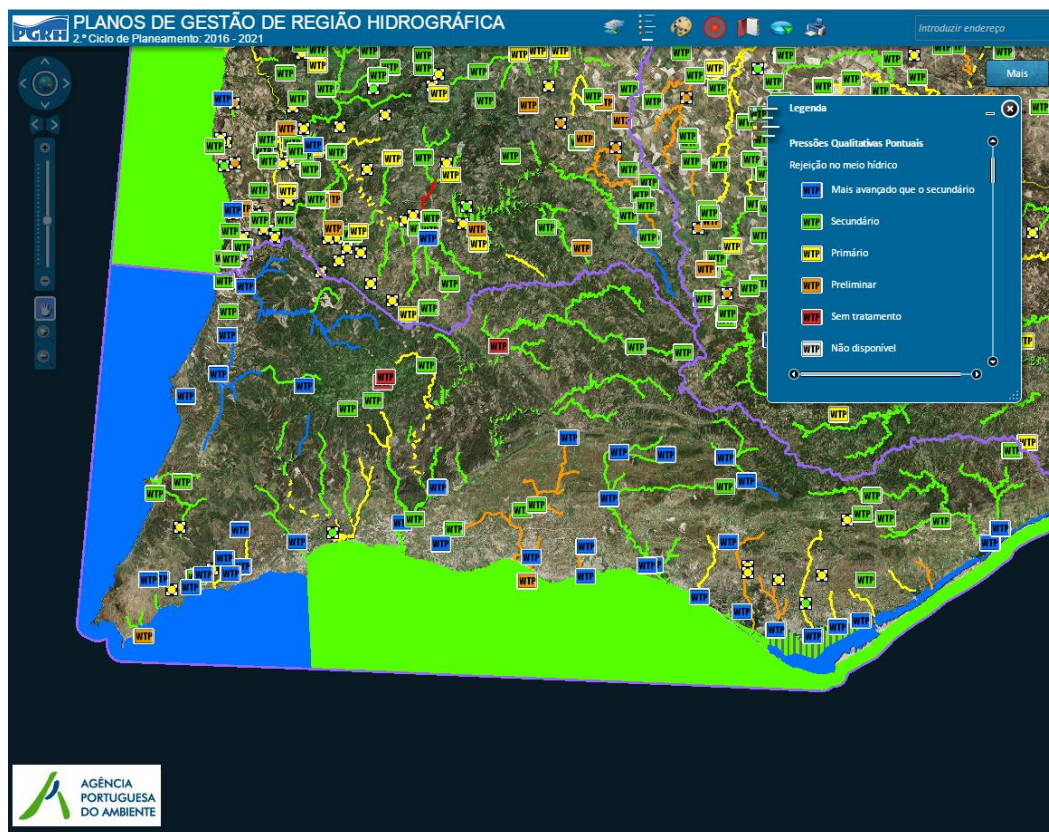 PGRH
PLANOS DE GESTÃO DE REGIÃO HIDROGRÁFICA
2.º Ciclo de Planeamento: 2016 - 2021
Introduzir endereço
Mais
Legenda
Pressões Qualitativas Pontuais
Rejeição no meio hídrico
WTP Mais avançado que o secundário
WTP Secundário
WTP Primário
WTP Preliminar
WTP Sem tratamento
WTP Não disponível
AGÊNCIA
PORTUGUESA
DO AMBIENTE